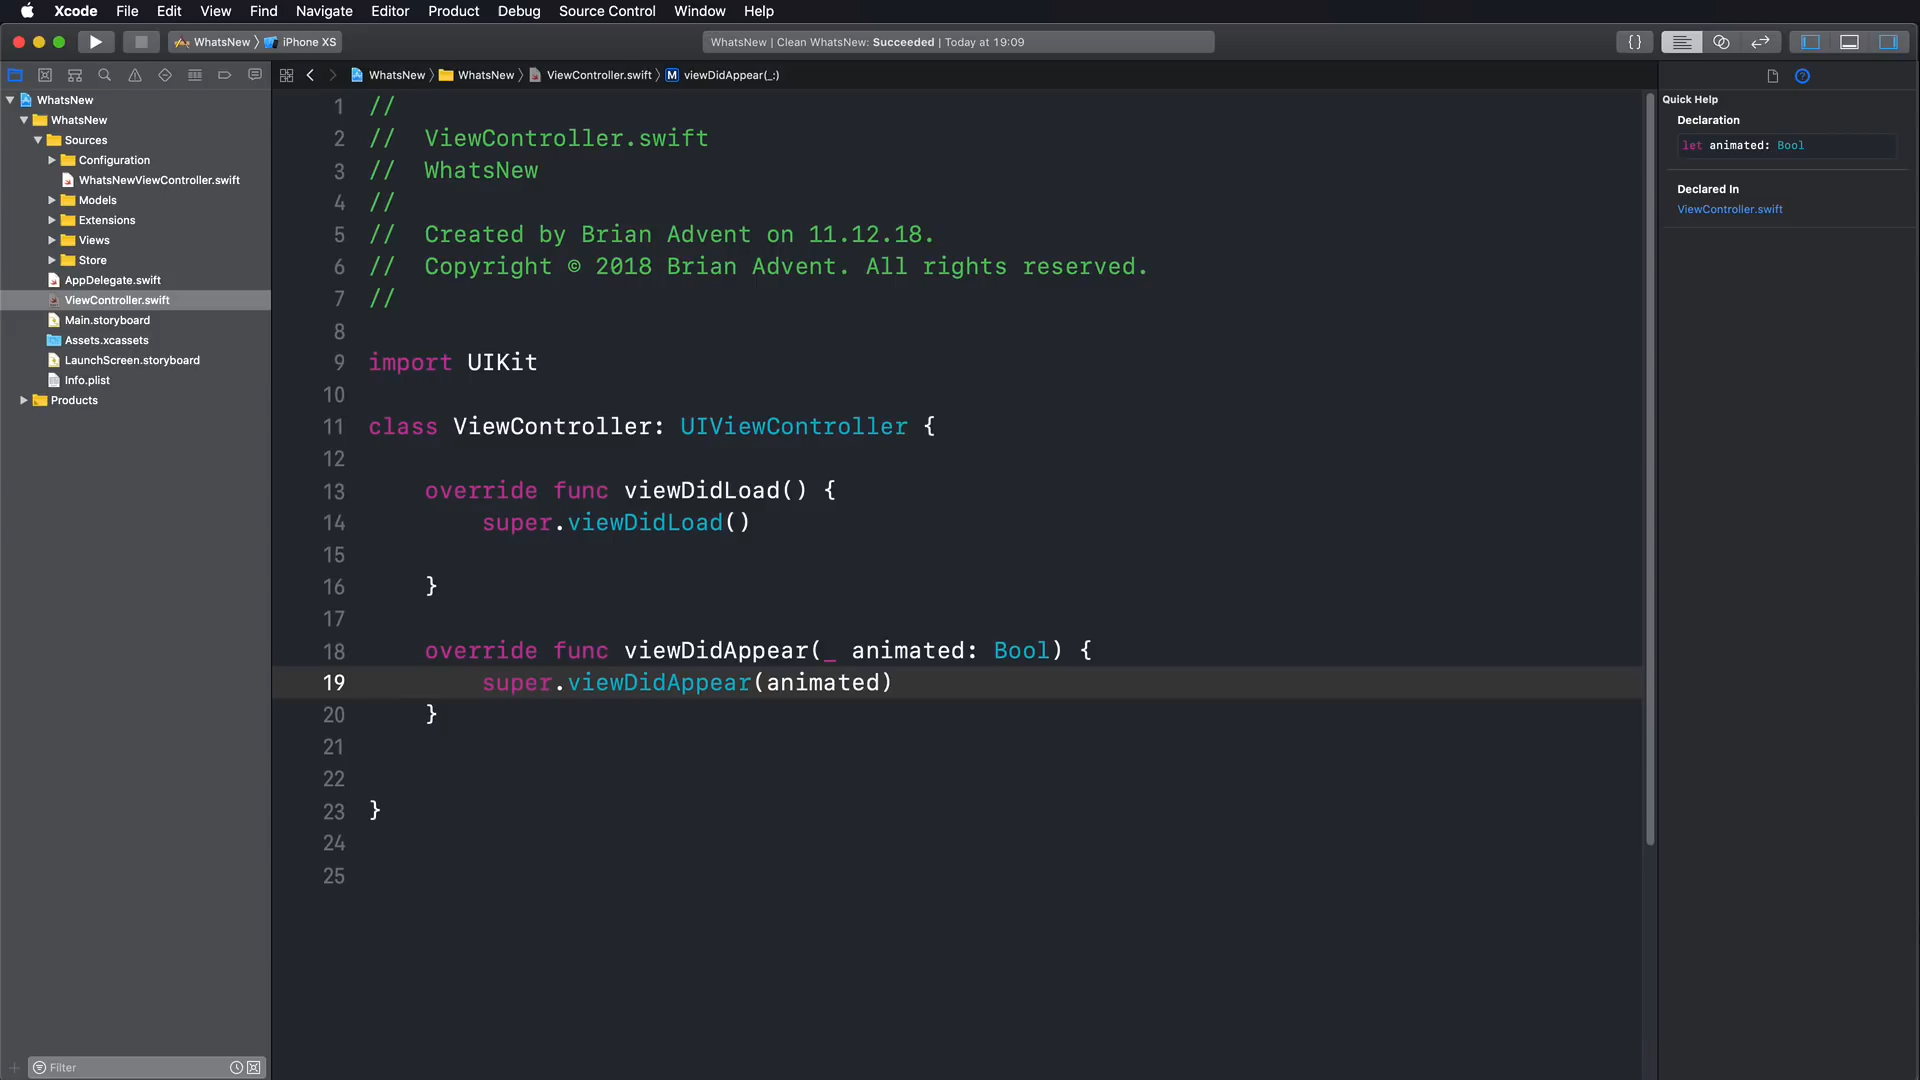 Xcode File Edit View Find Navigate Editor Product Debug Source Control Window Help
WhatsNew 〉 iPhone XS
WhatsNew | Clean WhatsNew: Succeeded | Today at 19:09
{}
WhatsNew 〉 WhatsNew 〉 ViewController.swift 〉 M viewDidAppear(_:)
WhatsNew
WhatsNew
Sources
Configuration
WhatsNewViewController.swift
Models
Extensions
Views
Store
AppDelegate.swift
ViewController.swift
Main.storyboard
Assets.xcassets
LaunchScreen.storyboard
Info.plist
Products
Filter
1 //
2 //  ViewController.swift
3 //  WhatsNew
4 //
5 //  Created by Brian Advent on 11.12.18.
6 //  Copyright © 2018 Brian Advent. All rights reserved.
7 //
8
9 import UIKit
10
11 class ViewController: UIViewController {
12
13     override func viewDidLoad() {
14         super.viewDidLoad()
15
16     }
17
18     override func viewDidAppear(_ animated: Bool) {
19         super.viewDidAppear(animated)
20     }
21
22
23 }
24
25
Quick Help
Declaration
let animated: Bool
Declared In
ViewController.swift